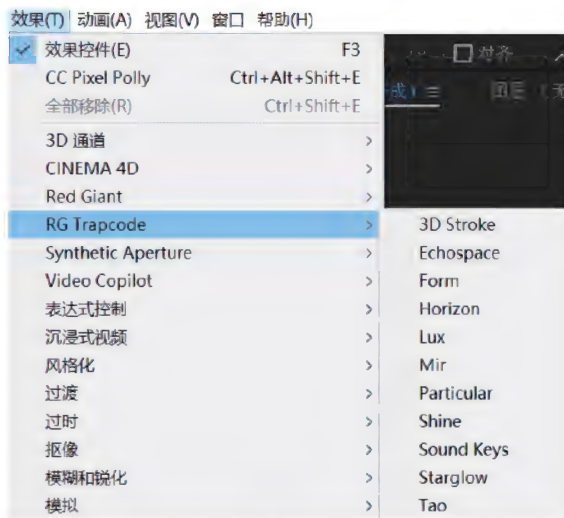 效果(T) 动画(A) 视图(V) 窗口 帮助(H)
效果控件(E) F3
CC Pixel Polly Ctrl+Alt+Shift+E
全部移除(R) Ctrl+Shift+E
对齐
成) 图层 (无
3D 通道
CINEMA 4D
Red Giant
RG Trapcode
Synthetic Aperture
Video Copilot
表达式控制
沉浸式视频
风格化
过渡
过时
抠像
模糊和锐化
模拟
3D Stroke
Echospace
Form
Horizon
Lux
Mir
Particular
Shine
Sound Keys
Starglow
Tao